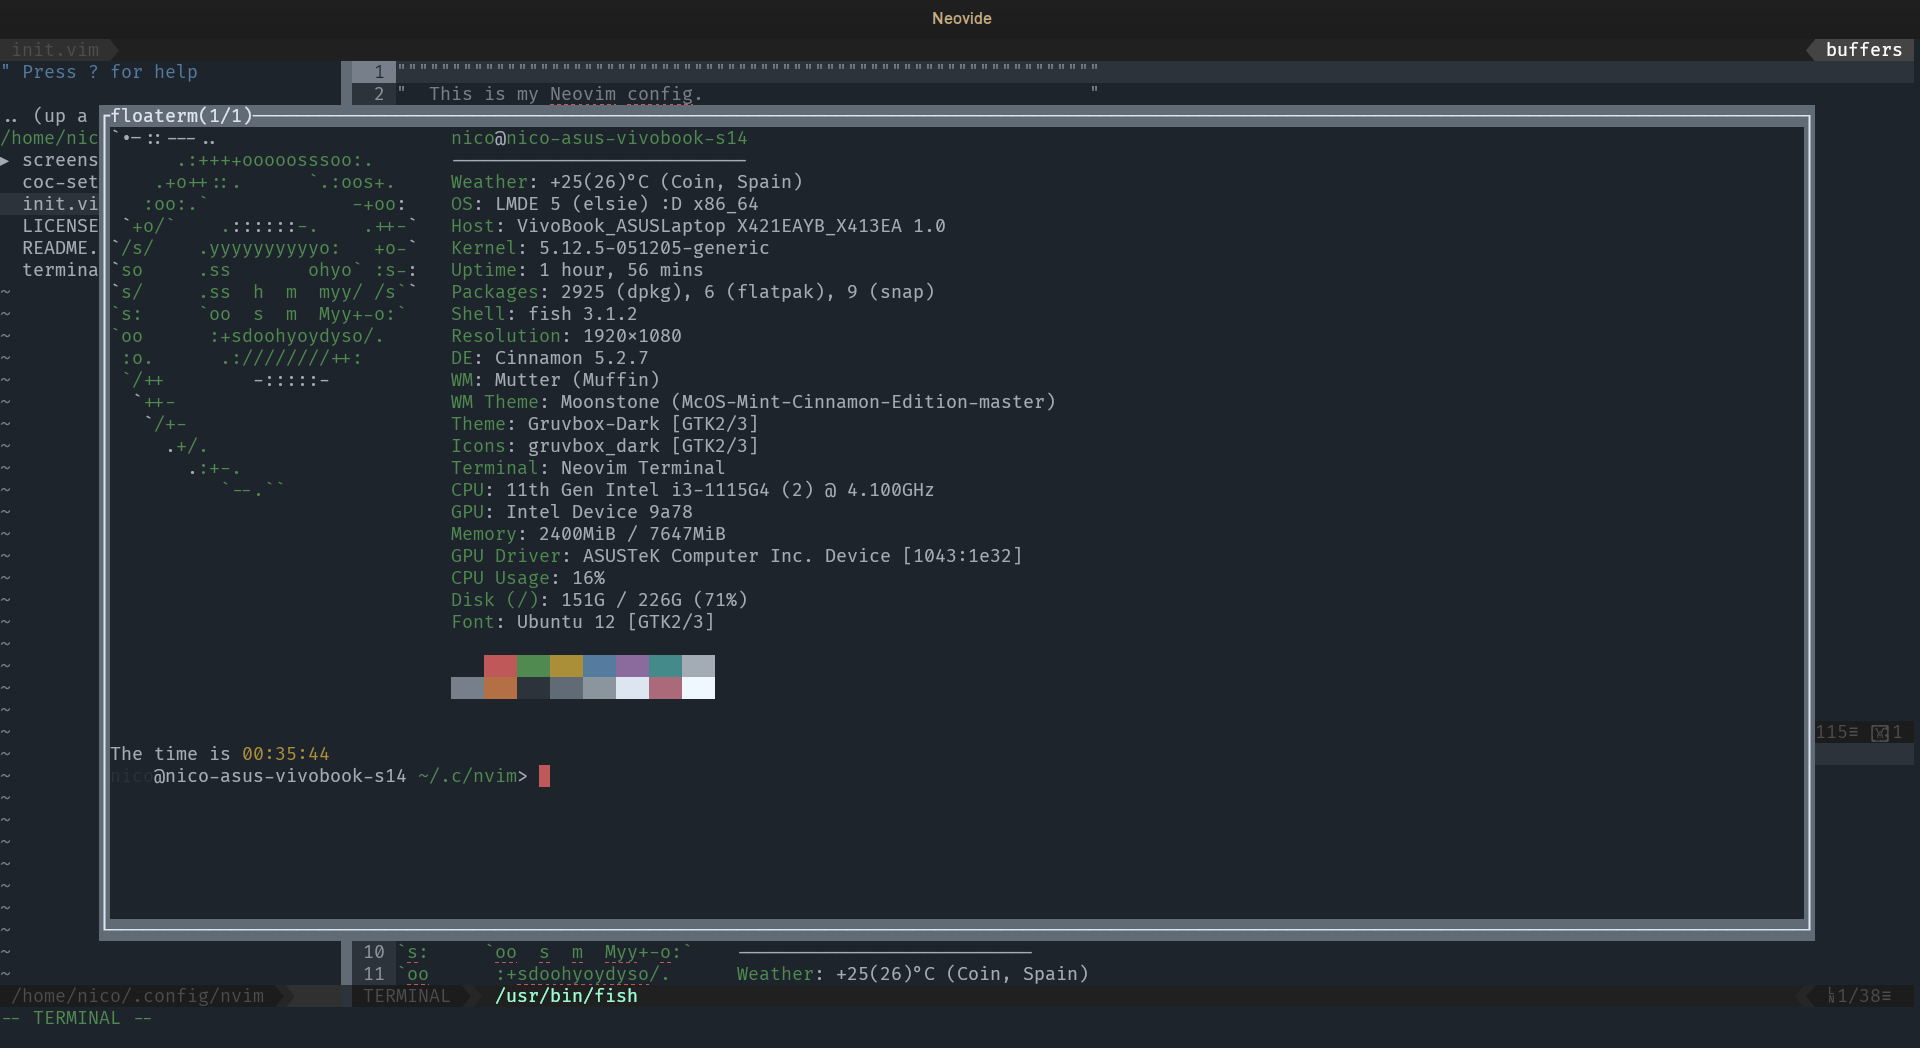 Neovide
init.vim
buffers
" Press ? for help
.. (up a
/home/nic
▸ screens
coc-set
init.vi
LICENSE
README.
termina
1 """"""""""""""""""""""""""""""""""""""""""""""""""""""""""""""""
2 "  This is my Neovim config.                                   "
floaterm(1/1)
`•-::---..
.:++++ooooosssoo:.
.+o++::.      `.:oos+.
:oo:.`             -+oo:
`+o/`    .::::::-.    .++-`
`/s/    .yyyyyyyyyyo:   +o-`
`so     .ss       ohyo` :s-:
`s/     .ss  h  m  myy/ /s``
`s:     `oo  s  m  Myy+-o:`
`oo      :+sdoohyoydyso/.
:o.      .:////////++:
`/++        -:::::-
`++-
`/+-
.+/.
.:+-.
`--.``
nico@nico-asus-vivobook-s14
---------------------------
Weather: +25(26)°C (Coin, Spain)
OS: LMDE 5 (elsie) :D x86_64
Host: VivoBook_ASUSLaptop X421EAYB_X413EA 1.0
Kernel: 5.12.5-051205-generic
Uptime: 1 hour, 56 mins
Packages: 2925 (dpkg), 6 (flatpak), 9 (snap)
Shell: fish 3.1.2
Resolution: 1920×1080
DE: Cinnamon 5.2.7
WM: Mutter (Muffin)
WM Theme: Moonstone (McOS-Mint-Cinnamon-Edition-master)
Theme: Gruvbox-Dark [GTK2/3]
Icons: gruvbox_dark [GTK2/3]
Terminal: Neovim Terminal
CPU: 11th Gen Intel i3-1115G4 (2) @ 4.100GHz
GPU: Intel Device 9a78
Memory: 2400MiB / 7647MiB
GPU Driver: ASUSTeK Computer Inc. Device [1043:1e32]
CPU Usage: 16%
Disk (/): 151G / 226G (71%)
Font: Ubuntu 12 [GTK2/3]
The time is 00:35:44
nico@nico-asus-vivobook-s14 ~/.c/nvim>
115≡ 1
10 `s:     `oo  s  m  Myy+-o:`    ---------------------------
11 `oo      :+sdoohyoydyso/.      Weather: +25(26)°C (Coin, Spain)
/home/nico/.config/nvim
TERMINAL
/usr/bin/fish
1/38≡
-- TERMINAL --